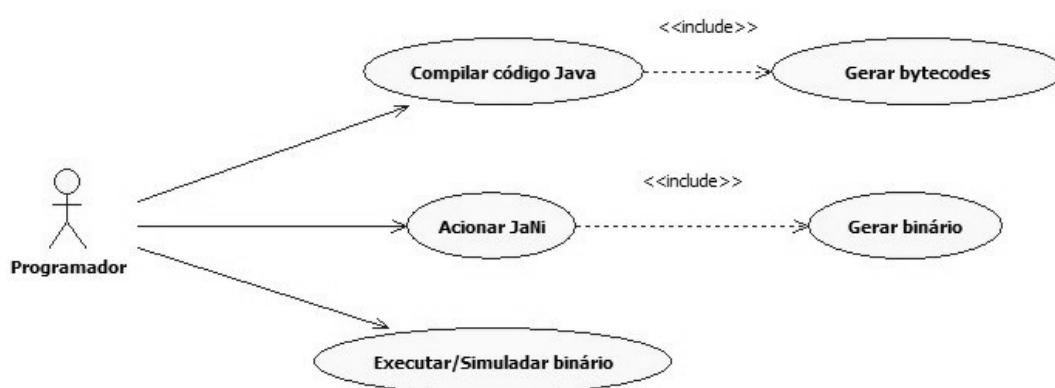 <<include>>
Compilar código Java
Gerar bytecodes
<<include>>
Acionar JaNi
Gerar binário
Programador
Executar/Simuladar binário